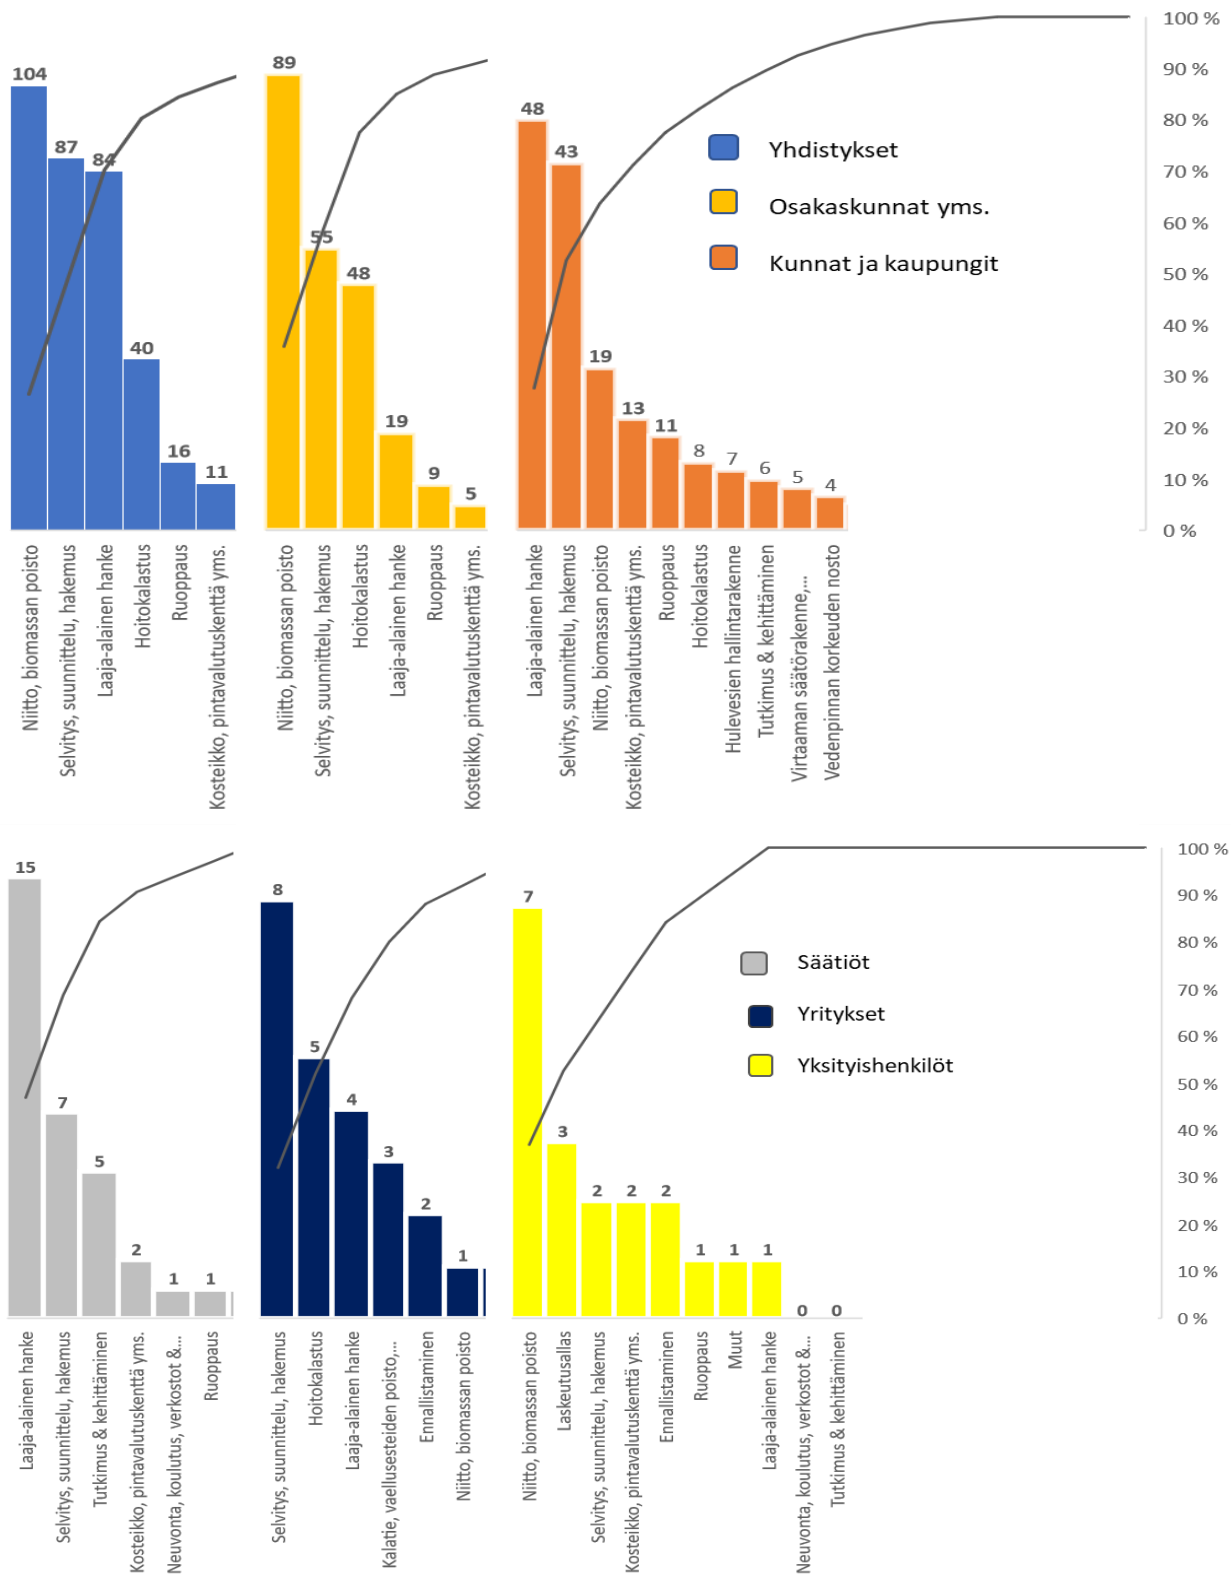 104
87
84
40
16
11
89
55
48
19
9
5
48
43
19
13
11
8
7
6
5
4
Yhdistykset
Osakaskunnat yms.
Kunnat ja kaupungit
100 %
90 %
80 %
70 %
60 %
50 %
40 %
30 %
20 %
10 %
0 %
Niitto, biomassan poisto
Selvitys, suunnittelu, hakemus
Laaja-alainen hanke
Hoitokalastus
Ruoppaus
Kosteikko, pintavalutuskenttä yms.
Niitto, biomassan poisto
Selvitys, suunnittelu, hakemus
Hoitokalastus
Laaja-alainen hanke
Ruoppaus
Kosteikko, pintavalutuskenttä yms.
Laaja-alainen hanke
Selvitys, suunnittelu, hakemus
Niitto, biomassan poisto
Kosteikko, pintavalutuskenttä yms.
Ruoppaus
Hoitokalastus
Hulevesien hallintarakenne
Tutkimus & kehittäminen
Virtaaman säätörakenne,...
Vedenpinnan korkeuden nosto
15
7
5
2
1
1
8
5
4
3
2
1
7
3
2
2
2
1
1
1
0
0
Säätiöt
Yritykset
Yksityishenkilöt
100 %
90 %
80 %
70 %
60 %
50 %
40 %
30 %
20 %
10 %
0 %
Laaja-alainen hanke
Selvitys, suunnittelu, hakemus
Tutkimus & kehittäminen
Kosteikko, pintavalutuskenttä yms.
Neuvonta, koulutus, verkostot &...
Ruoppaus
Selvitys, suunnittelu, hakemus
Hoitokalastus
Laaja-alainen hanke
Kalatie, vaellusesteiden poisto,...
Ennallistaminen
Niitto, biomassan poisto
Niitto, biomassan poisto
Laskeutusallas
Selvitys, suunnittelu, hakemus
Kosteikko, pintavalutuskenttä yms.
Ennallistaminen
Ruoppaus
Muut
Laaja-alainen hanke
Neuvonta, koulutus, verkostot &...
Tutkimus & kehittäminen